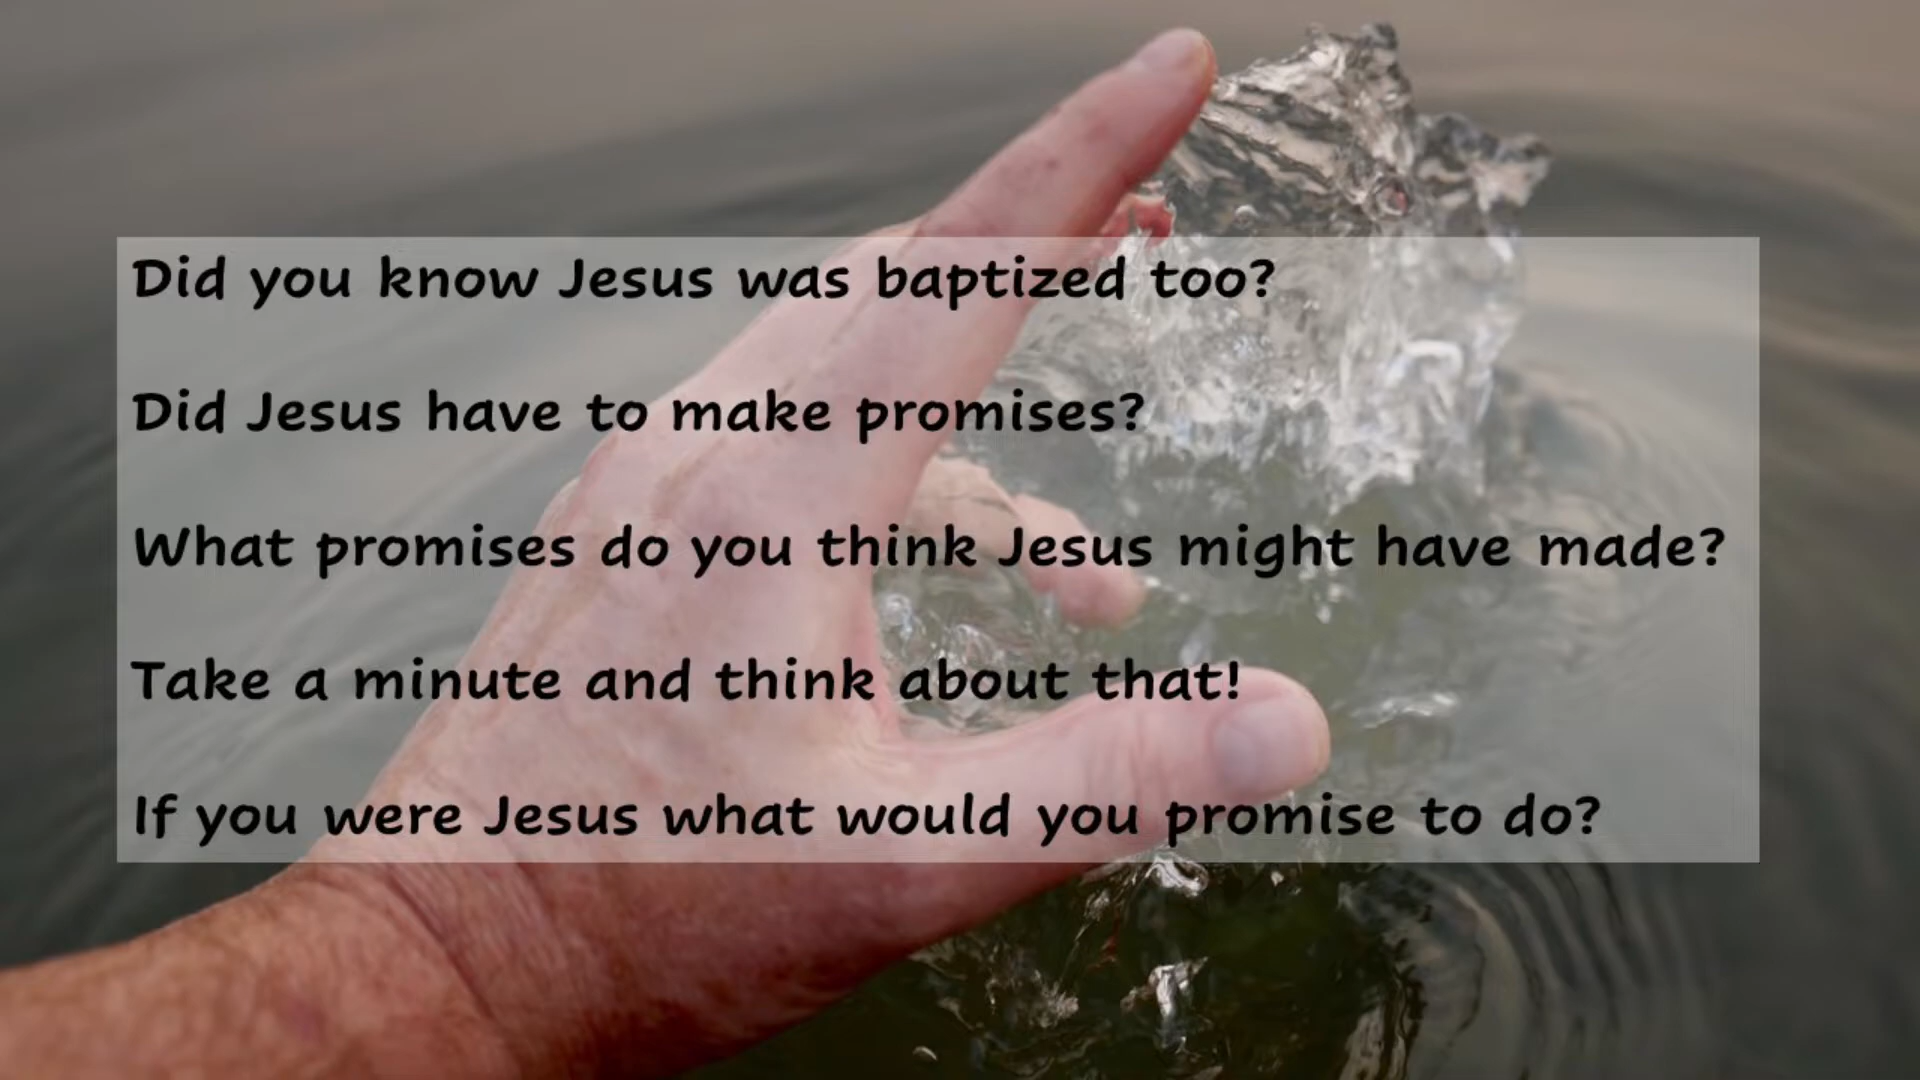 Did you know Jesus was baptized too?
Did Jesus have to make promises?
What promises do you think Jesus might have made?
Take a minute and think about that!
If you were Jesus what would you promise to do?